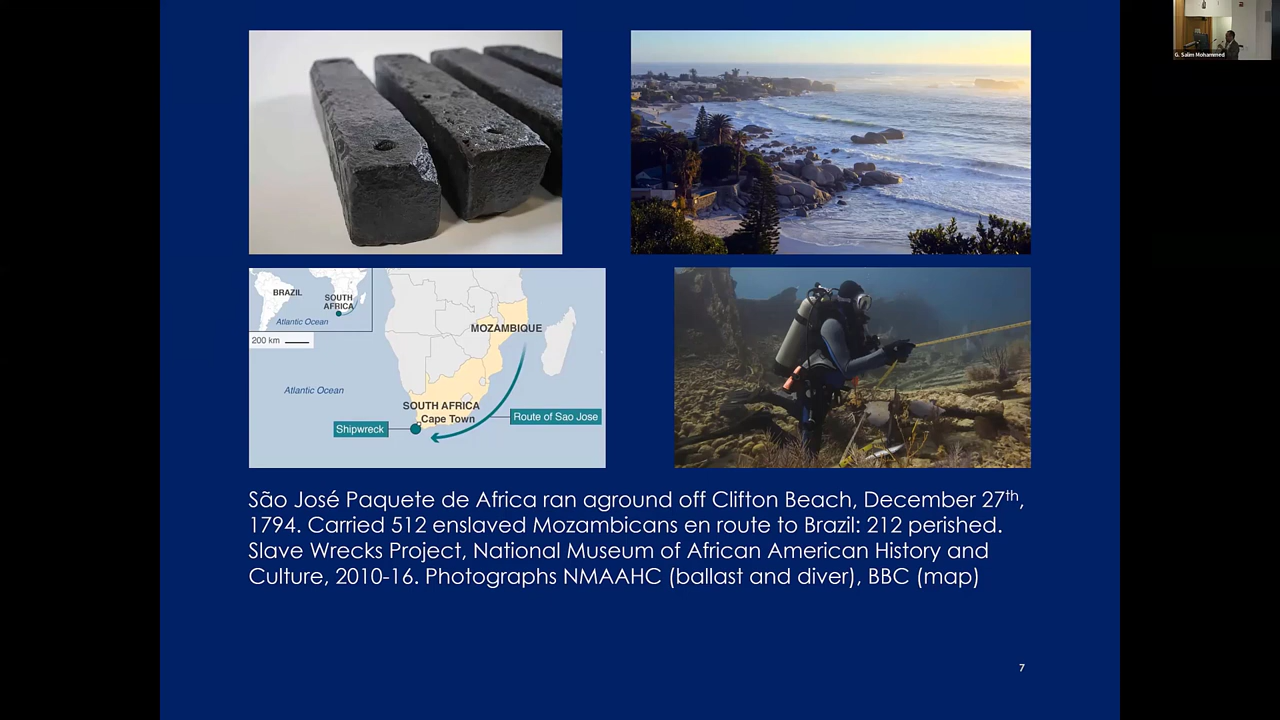 G. Salim Mohammed
BRAZIL
SOUTH
AFRICA
Atlantic Ocean
200 km
MOZAMBIQUE
Atlantic Ocean
SOUTH AFRICA
Cape Town
Route of Sao Jose
Shipwreck
São José Paquete de Africa ran aground off Clifton Beach, December 27th,
1794. Carried 512 enslaved Mozambicans en route to Brazil: 212 perished.
Slave Wrecks Project, National Museum of African American History and
Culture, 2010-16. Photographs NMAAHC (ballast and diver), BBC (map)
7